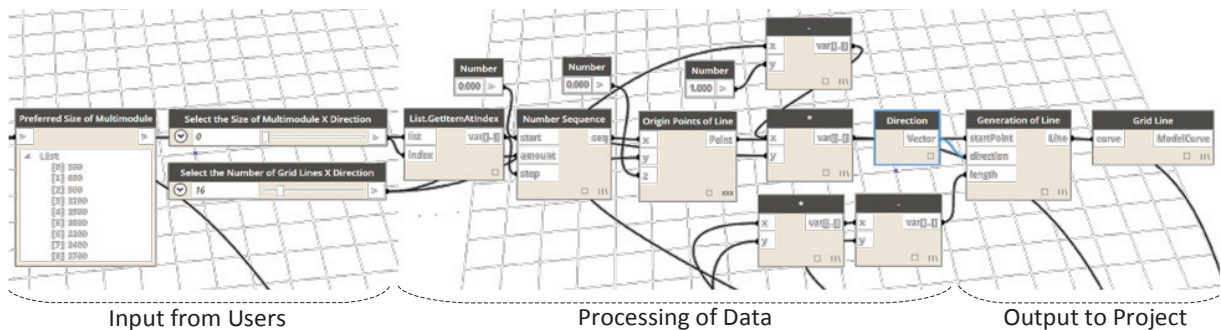 Preferred Size of Multimodule
List
[0] 300
[1] 600
[2] 900
[3] 1200
[4] 1500
[5] 1800
[6] 2100
[7] 2400
[8] 2700
Select the Size of Multimodule X Direction
0
Select the Number of Grid Lines X Direction
16
Number
0.000
List.GetItemAtIndex
list var[]..[]
index
Number Sequence
start seq
amount
step
Number
0.000
Origin Points of Line
x Point
y
z
xxx
Number
1.000
-
x var[]..[]
y
*
x var[]..[]
y
*
x var[]..[]
y
-
x var[]..[]
y
Direction
Vector
Generation of Line
startPoint Line
direction
length
Grid Line
curve ModelCurve
Input from Users
Processing of Data
Output to Project